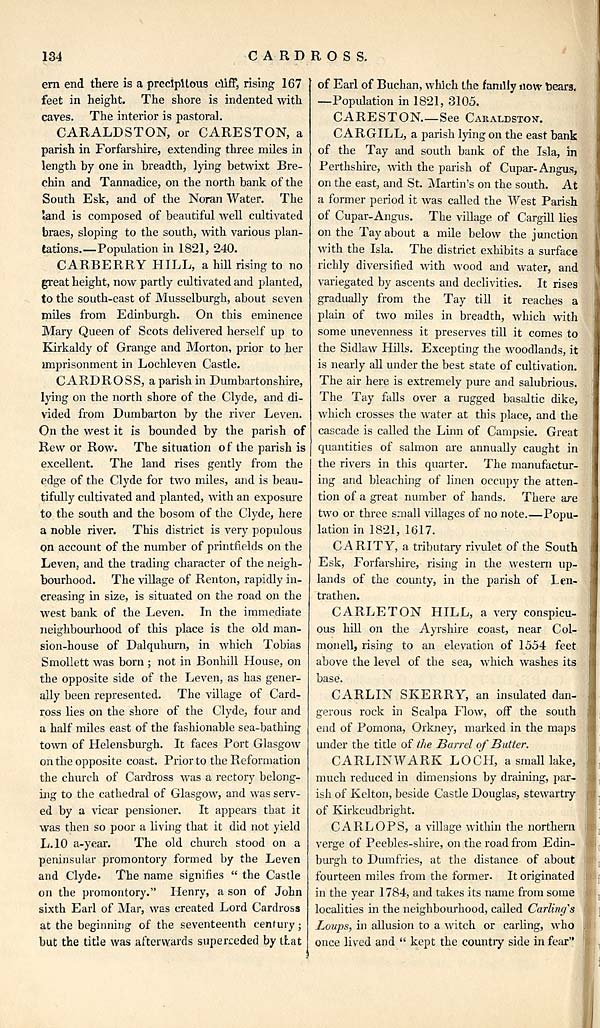 134
CARDROSS.
ern end there is a precipitous cliff, rising 167
feet in height. The shore is indented with
caves. The interior is pastoral.
CARALDSTON, or CARESTON, a
parish in Forfarshire, extending three miles in
length by one in breadth, lying betwixt Bre-
chin and Tannadice, on the north bank of the
South Esk, and of the Noran Water. The
land is composed of beautiful well cultivated
braes, sloping to the south, with various plan-
tations.—Population in 1821, 240.
CARBERRY HILL, a hill rising to no
great height, now partly cultivated and planted,
to the south-east of Musselburgh, about seven
miles from Edinburgh. On this eminence
Mary Queen of Scots delivered herself up to
Kirkaldy of Grange and Morton, prior to her
imprisonment in Lochleven Castle.
CARDROSS, a parish in Dumbartonshire,
lying on the north shore of the Clyde, and di-
vided from Dumbarton by the river Leven.
On the west it is bounded by the parish of
Rew or Row. The situation of the parish is
excellent. The land rises gently from the
edge of the Clyde for two miles, and is beau-
tifully cultivated and planted, with an exposure
to the south and the bosom of the Clyde, here
a noble river. This district is very populous
on account of the number of printfields on the
Leven, and the trading character of the neigh-
bourhood. The village of Renton, rapidly in-
creasing in size, is situated on the road on the
west bank of the Leven. In the immediate
neighbourhood of this place is the old man-
sion-house of Dalquhurn, in which Tobias
Smollett was born ; not in Bonhill House, on
the opposite side of the Leven, as has gener-
ally been represented. The village of Card-
ross lies on the shore of the Clyde, four and
a half miles east of the fashionable sea-bathing
town of Helensburgh. It faces Port Glasgow
on the opposite coast. Prior to the Reformation
the church of Cardross was a rectory belong-
ing to the cathedral of Glasgow, and was serv-
ed by a vicar pensioner. It appears that it
was then so poor a living that it did not yield
L.10 a-year. The old church stood on a
peninsular promontory formed by the Leven
and Clyde. The name signifies “ the Castle
on the promontory.” Henry, a son of John
sixth Earl of Mar, was created Lord Cardross
at the beginning of the seventeenth century ;
but the title was afterwards superceded by that
of Earl of Buchan, which the family now bears.
—Population in 1821, 3105.
CARESTON.—See CARALDSTON.
CARGILL, a parish lying on the east bank
of the Tay and south bank of the Isla, in
Perthshire, with the parish of Cupar-Angus,
on the east, and St. Martin's on the south. At
a former period it was called the West Parish
of Cupar-Angus. The village of Cargill lies
on the Tay about a mile below the junction
with the Isla. The district exhibits a surface
richly diversified with wood and water, and
variegated by ascents and declivities. It rises
gradually from the Tay till it reaches a
plain of two miles in breadth, which with
some unevenness it preserves till it comes to
the Sidlaw Hills. Excepting the woodlands, it
is nearly all under the best state of cultivation.
The air here is extremely pure and salubrious.
The Tay falls over a rugged basaltic dike,
which crosses the water at this place, and the
cascade is called the Linn of Campsie. Great
quantities of salmon are annually caught in
the rivers in this quarter. The manufactur-
ing and bleaching of linen occupy the atten-
tion of a great number of hands. There are
two or three small villages of no note.—Popu-
lation in 1821, 1617.
CARITY, a tributary rivulet of the South
Esk, Forfarshire, rising in the western up-
lands of the county, in the parish of Len-
trathen.
CARLETON HILL, a very conspicu-
ous hill on the Ayrshire coast, near Col-
monell, rising to an elevation of 1554 feet
above the level of the sea, which washes its
base.
CARLIN SKERRY, an insulated dan-
gerous rock in Scalpa Flow, off the south
end of Pomona, Orkney, marked in the maps
under the title of the Barrel of Butter.
CARLINWARK LOCH, a small lake,
much reduced in dimensions by draining, par-
ish of Kelton, beside Castle Douglas, stewartry
of Kirkcudbright.
CARLOPS, a village within the northern
verge of Peebles-shire, on the road from Edin-
burgh to Dumfries, at the distance of about
fourteen miles from the former. It originated
in the year 1784, and takes its name from some
localities in the neighbourhood, called Carling's
Loups, in allusion to a witch or carling, who
once lived and “ kept the country side in fear”